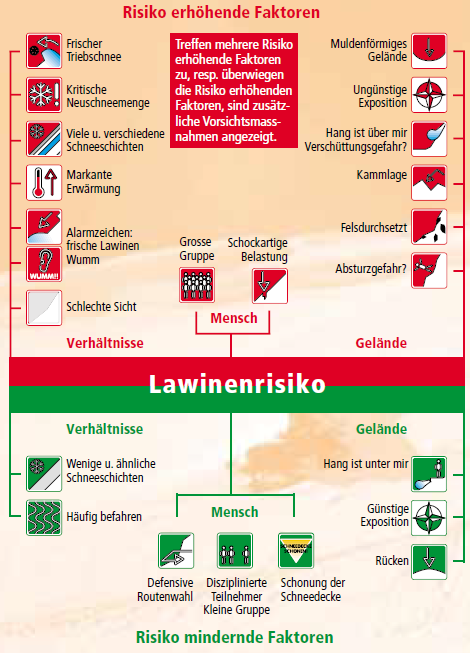 Risiko erhöhende Faktoren
Frischer
Triebschnee
Kritische
Neuschneemenge
Viele u. verschiedene
Schneeschichten
Markante
Erwärmung
Alarmzeichen:
frische Lawinen
Wumm
WUMM!!
Schlechte Sicht
Verhältnisse
Treffen mehrere Risiko
erhöhende Faktoren
zu, resp. überwiegen
die Risiko erhöhenden
Faktoren, sind zusätz-
liche Vorsichtsmass-
nahmen angezeigt.
Grosse
Gruppe
Schockartige
Belastung
Mensch
Muldenförmiges
Gelände
Ungünstige
Exposition
Hang ist über mir
Verschüttungsgefahr?
Kammlage
Felsdurchsetzt
Absturzgefahr?
Gelände
Lawinenrisiko
Verhältnisse
Wenige u. ähnliche
Schneeschichten
Häufig befahren
Mensch
SCHNEEDECKE
SCHONEN
Defensive
Routenwahl
Disziplinierte
Teilnehmer
Kleine Gruppe
Schonung der
Schneedecke
Gelände
Hang ist unter mir
Günstige
Exposition
Rücken
Risiko mindernde Faktoren